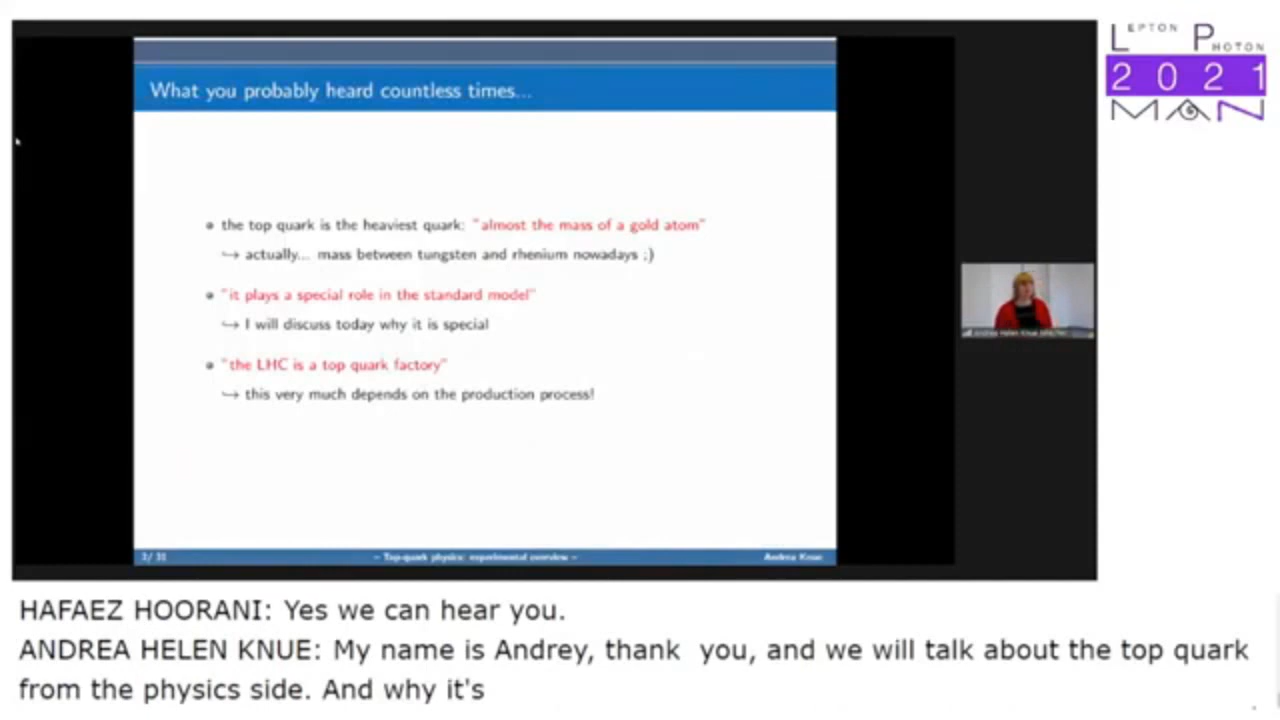 What you probably heard countless times...
LEPTON PHOTON
2021
MAN
• the top quark is the heaviest quark: "almost the mass of a gold atom"
↪ actually... mass between tungsten and rhenium nowadays ;)
• "it plays a special role in the standard model"
↪ I will discuss today why it is special
• "the LHC is a top quark factory"
↪ this very much depends on the production process!
– Top-quark physics: experimental overview –
Andrea Knue
Andrea Helen Knue
HAFAEZ HOORANI: Yes we can hear you.
ANDREA HELEN KNUE: My name is Andrey, thank  you, and we will talk about the top quark
from the physics side. And why it's